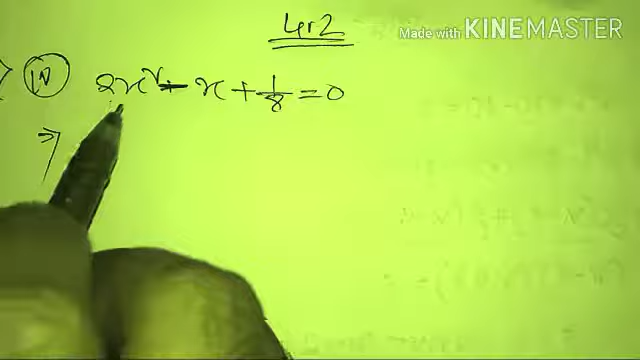 Made with KINEMASTER
4.2
(iv) 2x² - x + 1/8 = 0
⇒